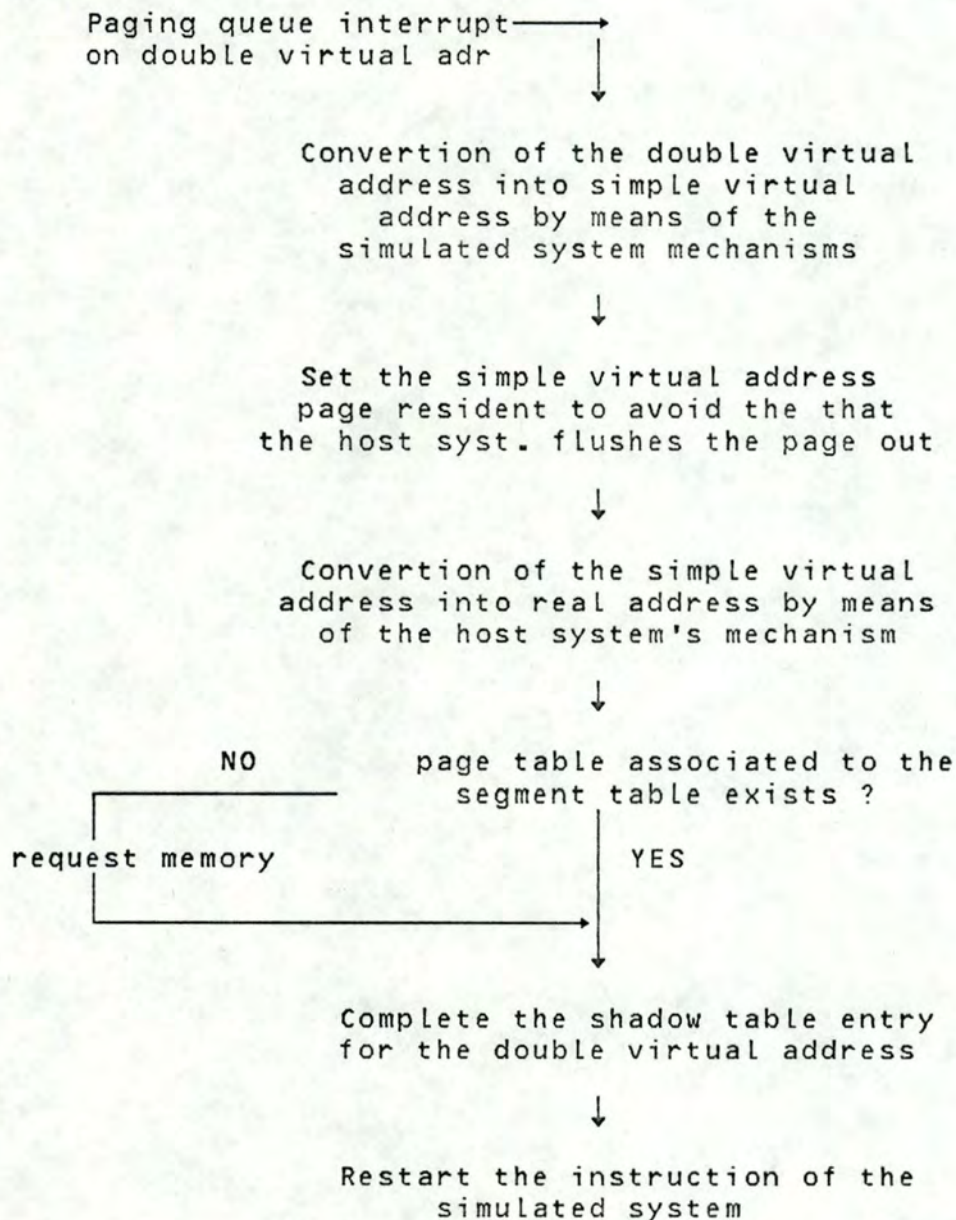 Paging queue interrupt
on double virtual adr
Convertion of the double virtual
address into simple virtual
address by means of the
simulated system mechanisms
Set the simple virtual address
page resident to avoid the that
the host syst. flushes the page out
Convertion of the simple virtual
address into real address by means
of the host system's mechanism
NO
page table associated to the
segment table exists ?
request memory
YES
Complete the shadow table entry
for the double virtual address
Restart the instruction of the
simulated system